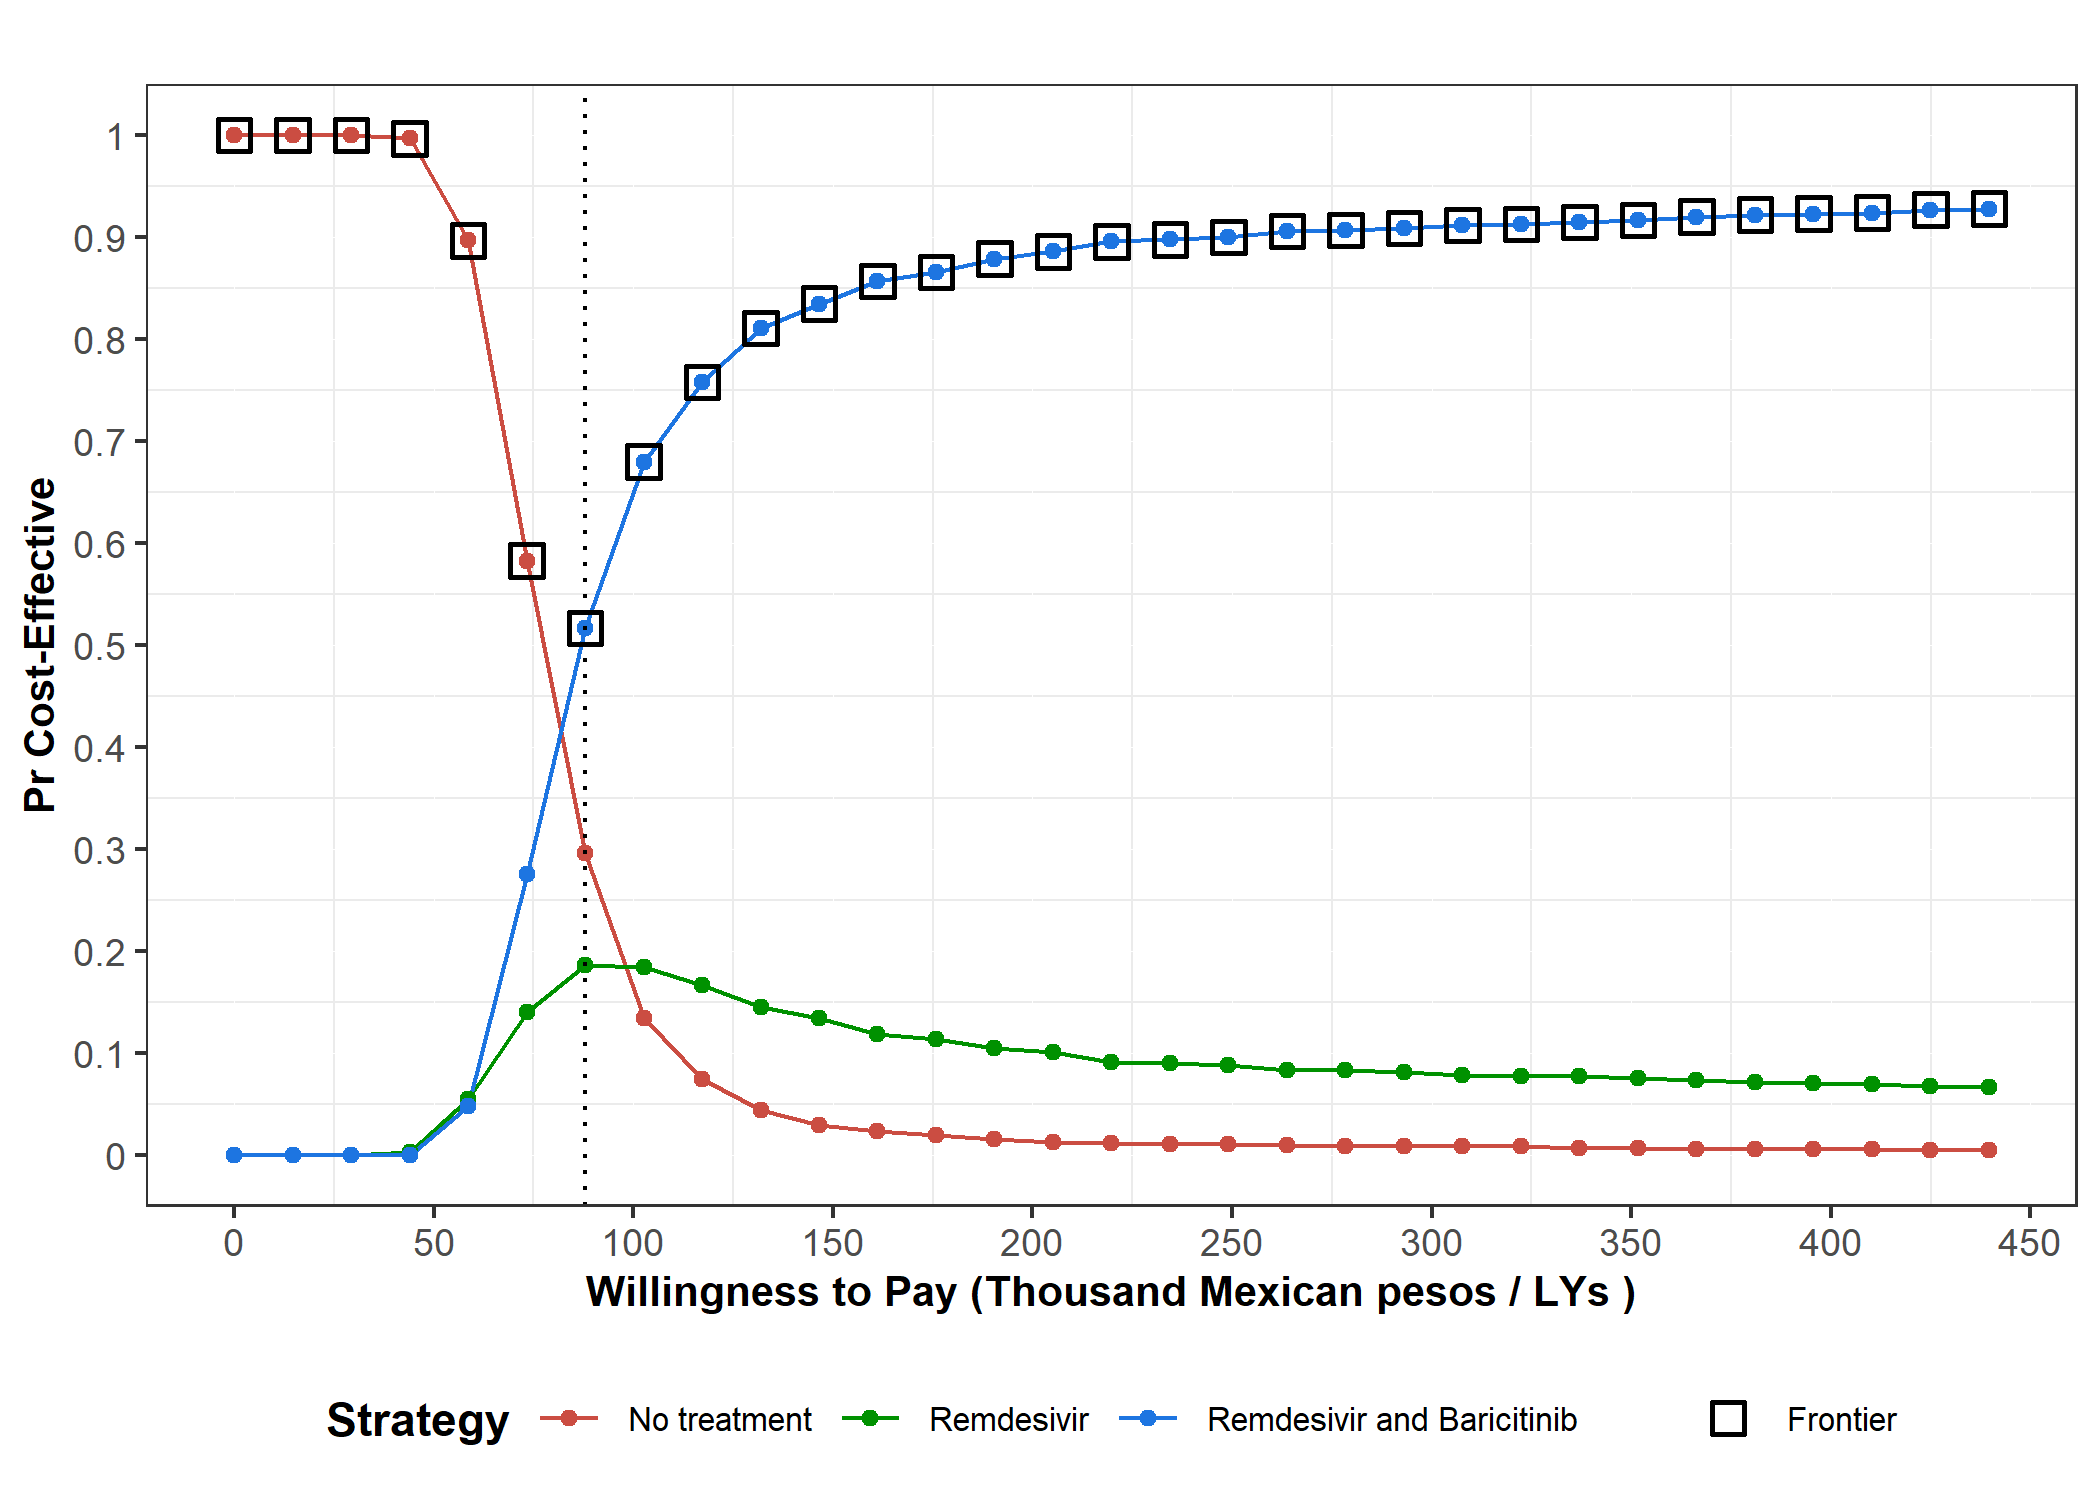 1
0.9
0.8
0.7
0.6
0.5
0.4
0.3
0.2
0.1
0
Pr Cost-Effective
0 50 100 150 200 250 300 350 400 450
Willingness to Pay (Thousand Mexican pesos / LYs )
Strategy No treatment Remdesivir Remdesivir and Baricitinib Frontier